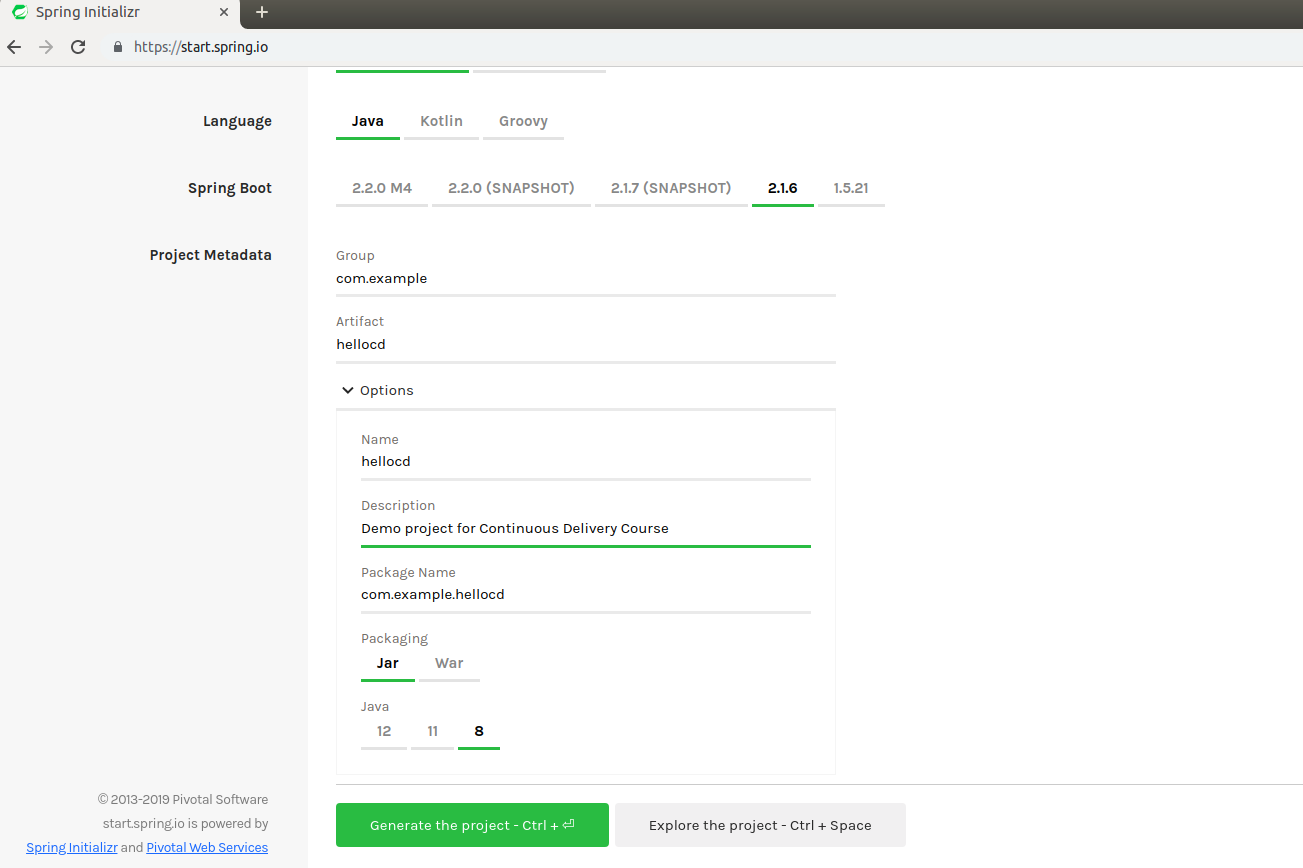 Spring Initializr
https://start.spring.io
Language
Java Kotlin Groovy
Spring Boot
2.2.0 M4 2.2.0 (SNAPSHOT) 2.1.7 (SNAPSHOT) 2.1.6 1.5.21
Project Metadata
Group
com.example
Artifact
hellocd
Options
Name
hellocd
Description
Demo project for Continuous Delivery Course
Package Name
com.example.hellocd
Packaging
Jar War
Java
12 11 8
© 2013-2019 Pivotal Software
start.spring.io is powered by
Spring Initializr and Pivotal Web Services
Generate the project - Ctrl + ⏎
Explore the project - Ctrl + Space